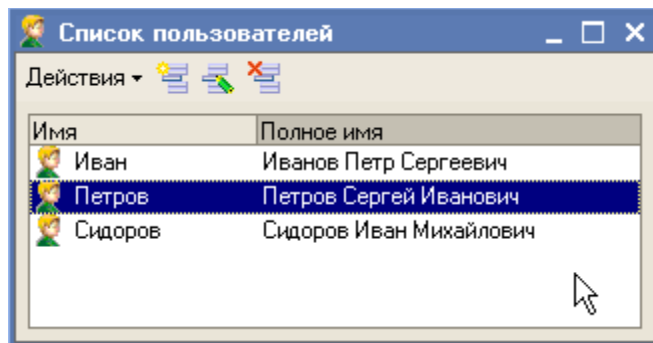 Список пользователей
Действия
Имя Полное имя
Иван Иванов Петр Сергеевич
Петров Петров Сергей Иванович
Сидоров Сидоров Иван Михайлович